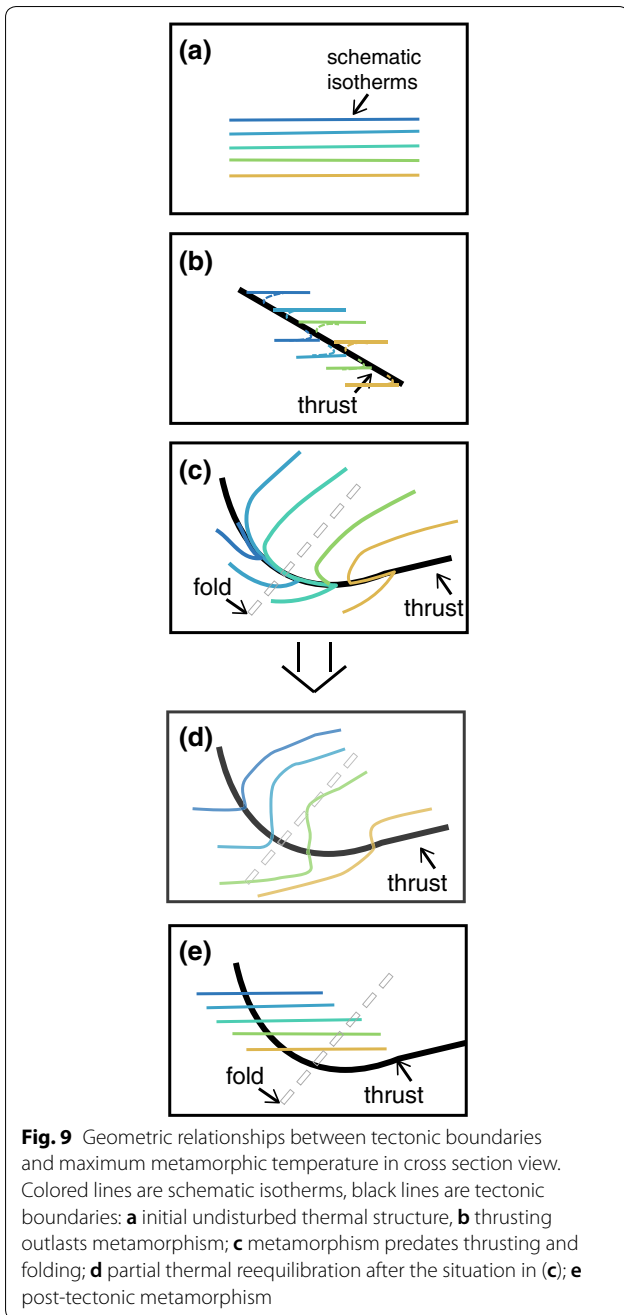 (a)
schematic
isotherms
(b)
thrust
(c)
fold
thrust
(d)
thrust
(e)
fold
thrust
Fig. 9 Geometric relationships between tectonic boundaries
and maximum metamorphic temperature in cross section view.
Colored lines are schematic isotherms, black lines are tectonic
boundaries: a initial undisturbed thermal structure, b thrusting
outlasts metamorphism; c metamorphism predates thrusting and
folding; d partial thermal reequilibration after the situation in (c); e
post-tectonic metamorphism